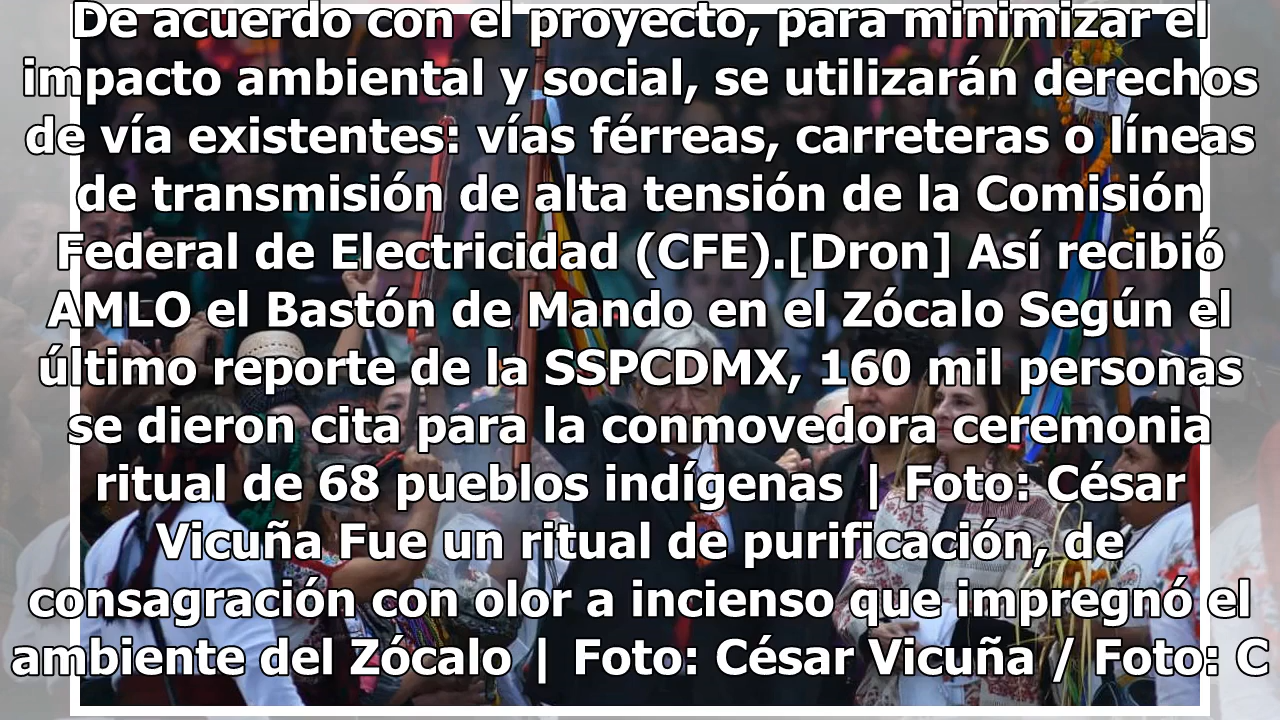 De acuerdo con el proyecto, para minimizar el
impacto ambiental y social, se utilizarán derechos
de vía existentes: vías férreas, carreteras o líneas
de transmisión de alta tensión de la Comisión
Federal de Electricidad (CFE).[Dron] Así recibió
AMLO el Bastón de Mando en el Zócalo Según el
último reporte de la SSPCDMX, 160 mil personas
se dieron cita para la conmovedora ceremonia
ritual de 68 pueblos indígenas | Foto: César
Vicuña Fue un ritual de purificación, de
consagración con olor a incienso que impregnó el
ambiente del Zócalo | Foto: César Vicuña / Foto: C